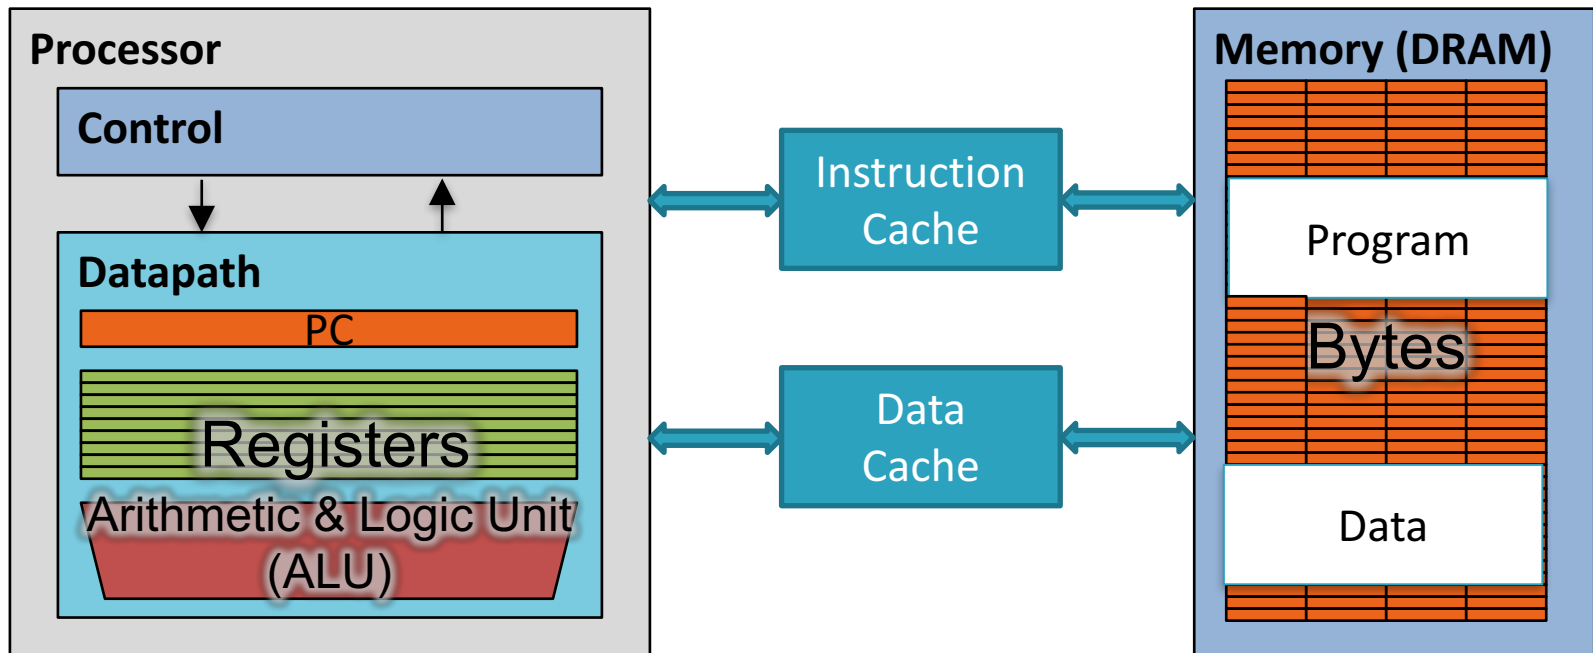 Processor
Control
Datapath
PC
Registers
Arithmetic & Logic Unit
(ALU)
Instruction
Cache
Data
Cache
Memory (DRAM)
Program
Bytes
Data